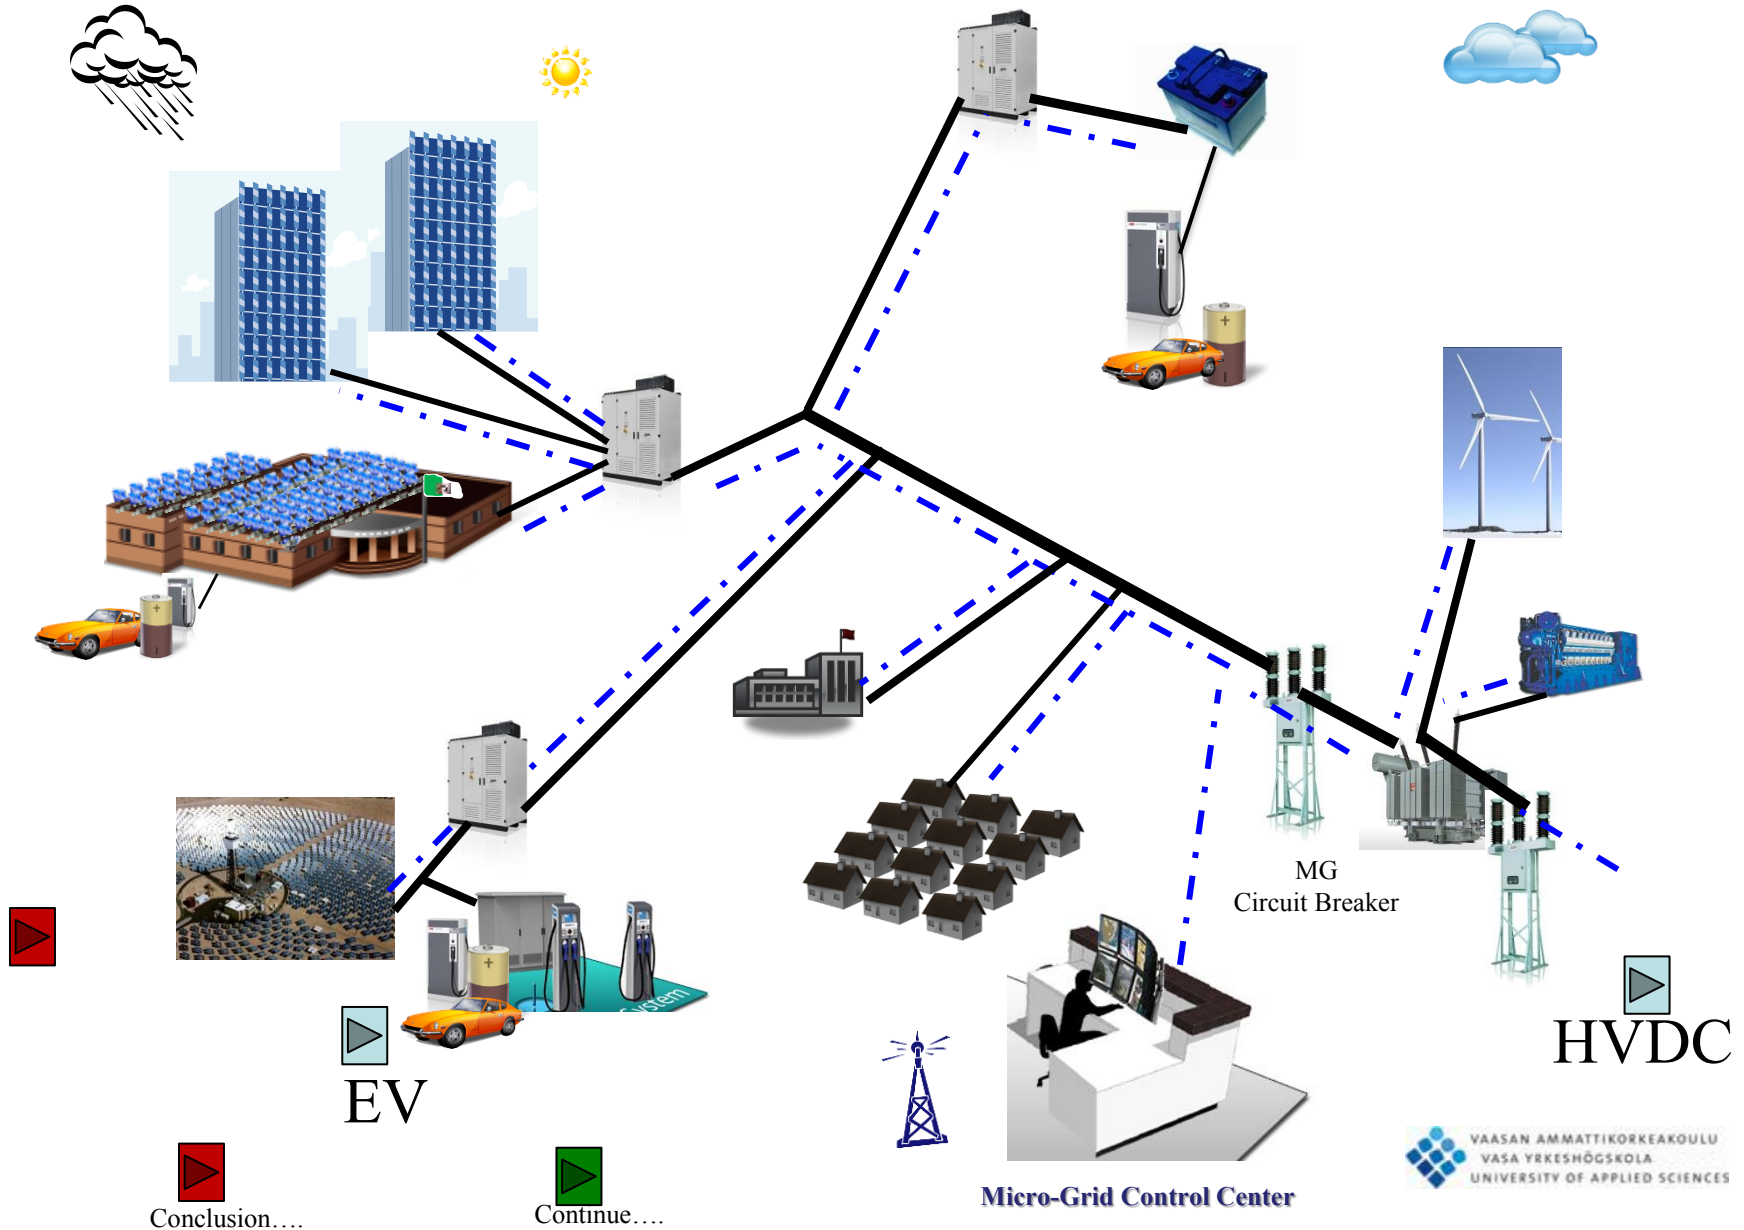 MG
Circuit Breaker
System
HVDC
EV
VAASAN AMMATTIKORKEAKOULU
VASA YRKESHÖGSKOLA
UNIVERSITY OF APPLIED SCIENCES
Micro-Grid Control Center
Conclusion….
Continue….